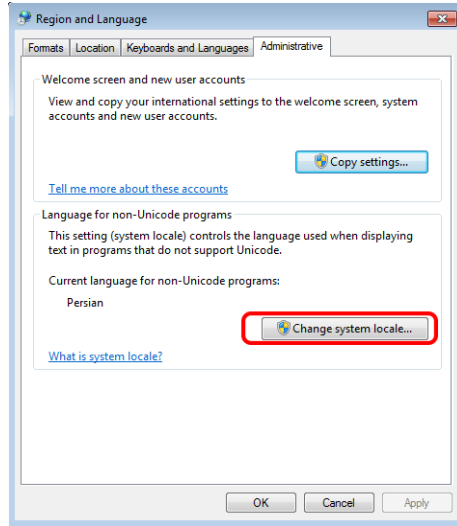 Region and Language
Formats Location Keyboards and Languages Administrative
Welcome screen and new user accounts
View and copy your international settings to the welcome screen, system
accounts and new user accounts.
Copy settings...
Tell me more about these accounts
Language for non-Unicode programs
This setting (system locale) controls the language used when displaying
text in programs that do not support Unicode.
Current language for non-Unicode programs:
Persian
Change system locale...
What is system locale?
OK Cancel Apply